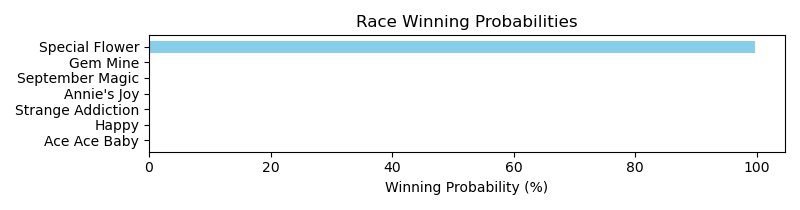 Race Winning Probabilities
Special Flower
Gem Mine
September Magic
Annie's Joy
Strange Addiction
Happy
Ace Ace Baby
0 20 40 60 80 100
Winning Probability (%)